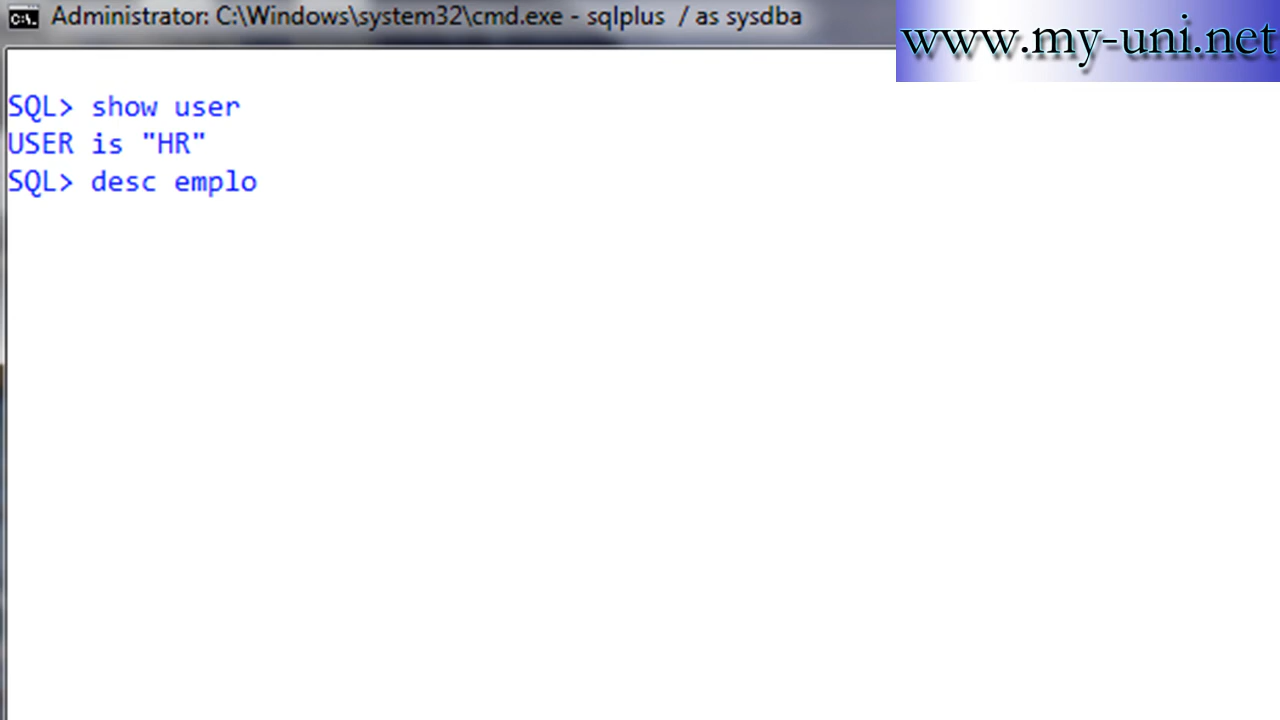 Administrator: C:\Windows\system32\cmd.exe - sqlplus  / as sysdba
www.my-uni.net
SQL> show user
USER is "HR"
SQL> desc emplo